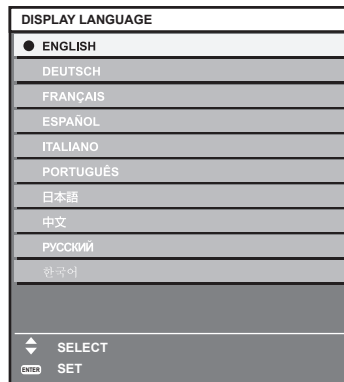 DISPLAY LANGUAGE
ENGLISH
DEUTSCH
FRANÇAIS
ESPAÑOL
ITALIANO
PORTUGUÊS
日本語
中文
РУССКИЙ
한국어
SELECT
ENTER SET